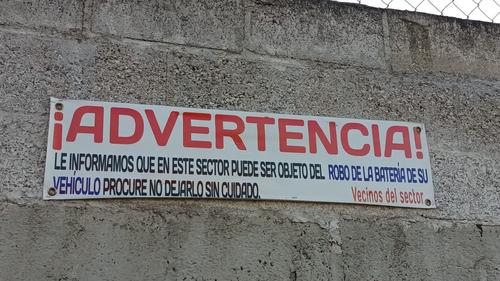 ¡ADVERTENCIA!
LE INFORMAMOS QUE EN ESTE SECTOR PUEDE SER OBJETO DEL ROBO DE LA BATERÍA DE SU
VEHÍCULO PROCURE NO DEJARLO SIN CUIDADO.
Vecinos del sector